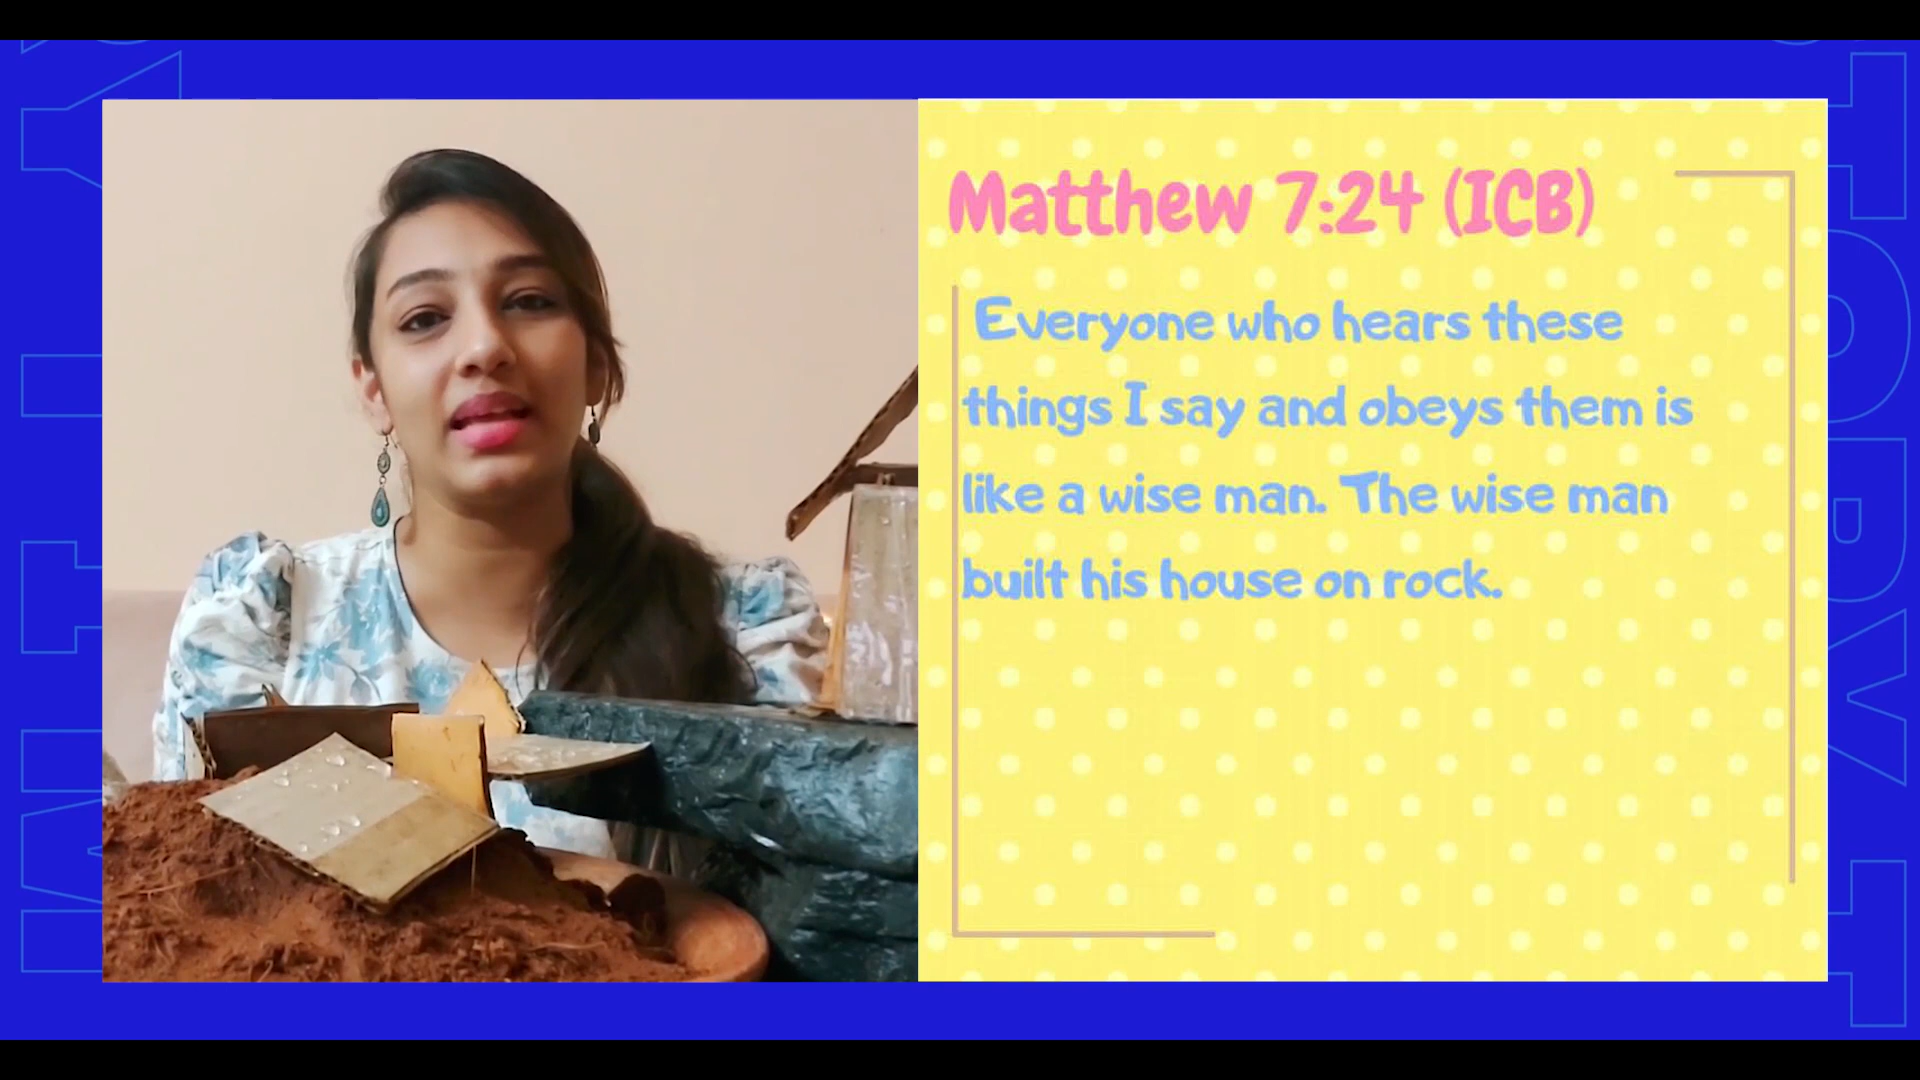 Matthew 7:24 (ICB)
Everyone who hears these
things I say and obeys them is
like a wise man. The wise man
built his house on rock.